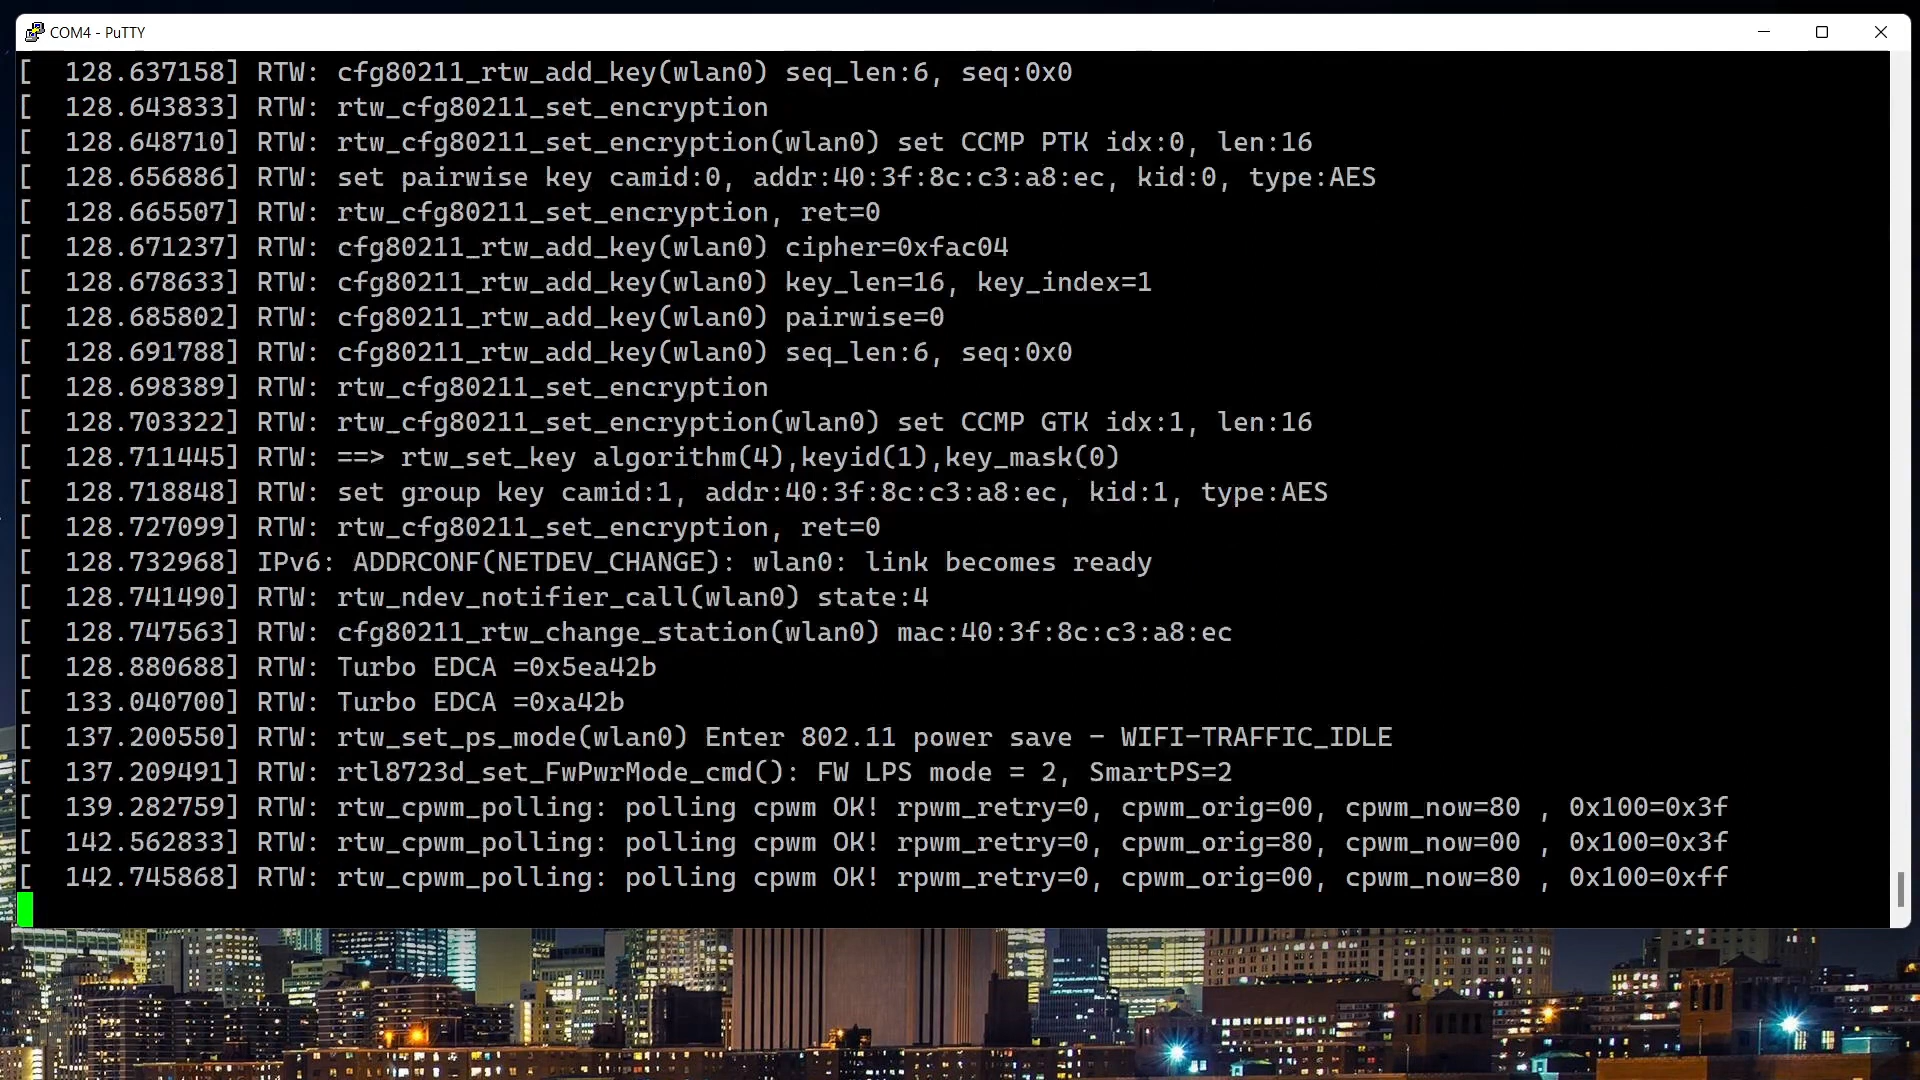 COM4 - PuTTY
[  128.637158] RTW: cfg80211_rtw_add_key(wlan0) seq_len:6, seq:0x0
[  128.643833] RTW: rtw_cfg80211_set_encryption
[  128.648710] RTW: rtw_cfg80211_set_encryption(wlan0) set CCMP PTK idx:0, len:16
[  128.656886] RTW: set pairwise key camid:0, addr:40:3f:8c:c3:a8:ec, kid:0, type:AES
[  128.665507] RTW: rtw_cfg80211_set_encryption, ret=0
[  128.671237] RTW: cfg80211_rtw_add_key(wlan0) cipher=0xfac04
[  128.678633] RTW: cfg80211_rtw_add_key(wlan0) key_len=16, key_index=1
[  128.685802] RTW: cfg80211_rtw_add_key(wlan0) pairwise=0
[  128.691788] RTW: cfg80211_rtw_add_key(wlan0) seq_len:6, seq:0x0
[  128.698389] RTW: rtw_cfg80211_set_encryption
[  128.703322] RTW: rtw_cfg80211_set_encryption(wlan0) set CCMP GTK idx:1, len:16
[  128.711445] RTW: ==> rtw_set_key algorithm(4),keyid(1),key_mask(0)
[  128.718848] RTW: set group key camid:1, addr:40:3f:8c:c3:a8:ec, kid:1, type:AES
[  128.727099] RTW: rtw_cfg80211_set_encryption, ret=0
[  128.732968] IPv6: ADDRCONF(NETDEV_CHANGE): wlan0: link becomes ready
[  128.741490] RTW: rtw_ndev_notifier_call(wlan0) state:4
[  128.747563] RTW: cfg80211_rtw_change_station(wlan0) mac:40:3f:8c:c3:a8:ec
[  128.880688] RTW: Turbo EDCA =0x5ea42b
[  133.040700] RTW: Turbo EDCA =0xa42b
[  137.200550] RTW: rtw_set_ps_mode(wlan0) Enter 802.11 power save - WIFI-TRAFFIC_IDLE
[  137.209491] RTW: rtl8723d_set_FwPwrMode_cmd(): FW LPS mode = 2, SmartPS=2
[  139.282759] RTW: rtw_cpwm_polling: polling cpwm OK! rpwm_retry=0, cpwm_orig=00, cpwm_now=80 , 0x100=0x3f
[  142.562833] RTW: rtw_cpwm_polling: polling cpwm OK! rpwm_retry=0, cpwm_orig=80, cpwm_now=00 , 0x100=0x3f
[  142.745868] RTW: rtw_cpwm_polling: polling cpwm OK! rpwm_retry=0, cpwm_orig=00, cpwm_now=80 , 0x100=0xff